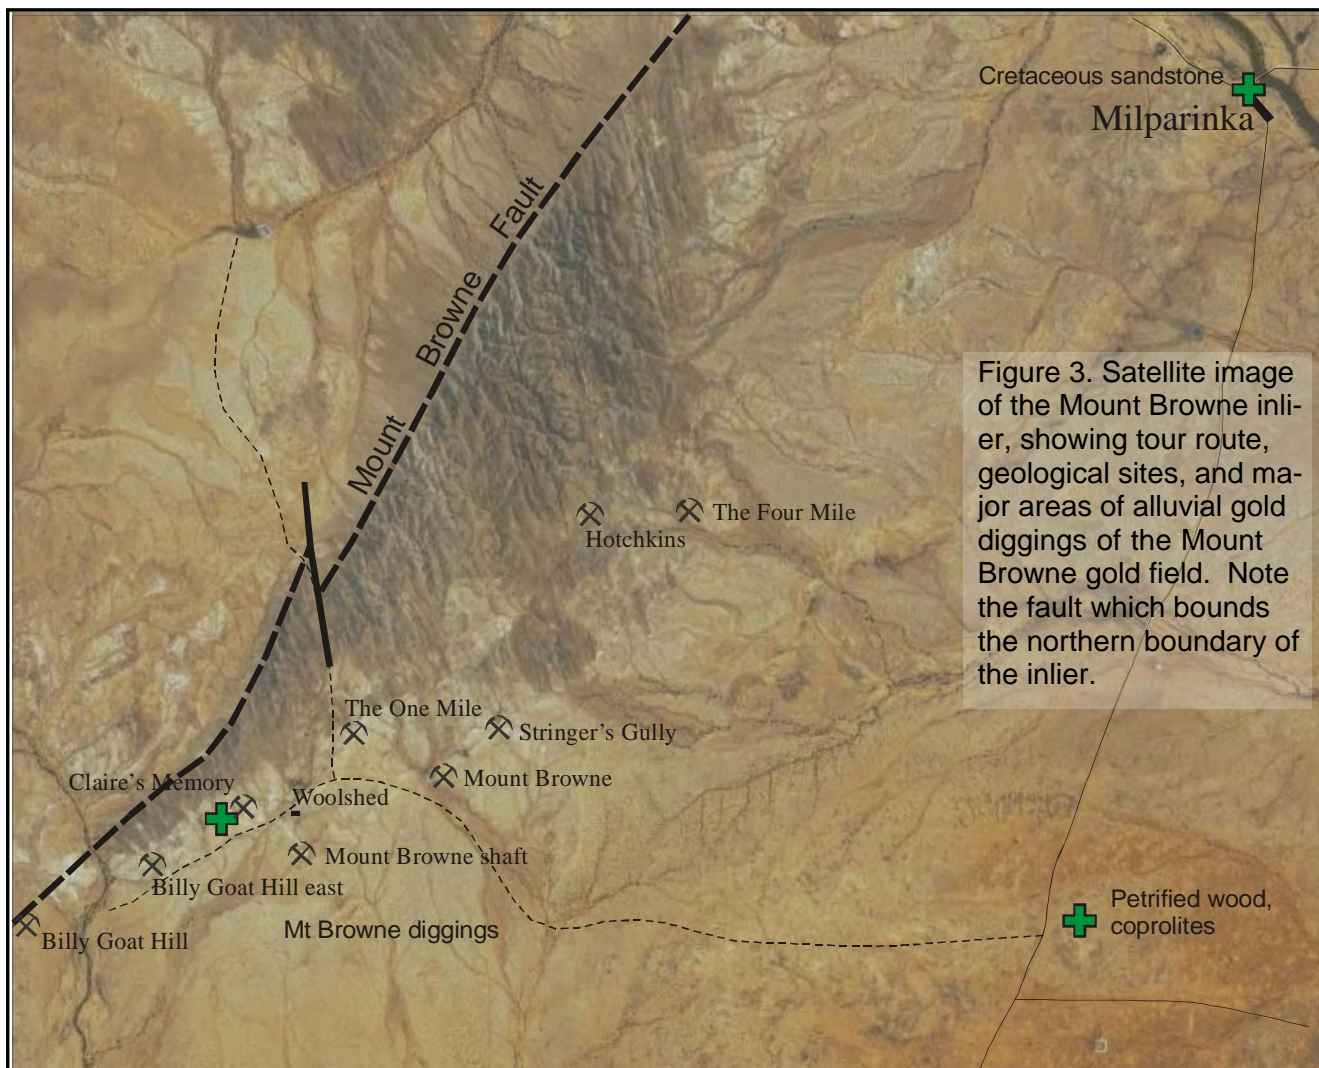 Cretaceous sandstone
Milparinka
Mount Browne Fault
Figure 3. Satellite image
of the Mount Browne inli-
er, showing tour route,
geological sites, and ma-
jor areas of alluvial gold
diggings of the Mount
Browne gold field.  Note
the fault which bounds
the northern boundary of
the inlier.
The Four Mile
Hotchkins
The One Mile
Stringer's Gully
Mount Browne
Claire's Memory
Woolshed
Mount Browne shaft
Billy Goat Hill east
Billy Goat Hill
Mt Browne diggings
Petrified wood,
coprolites